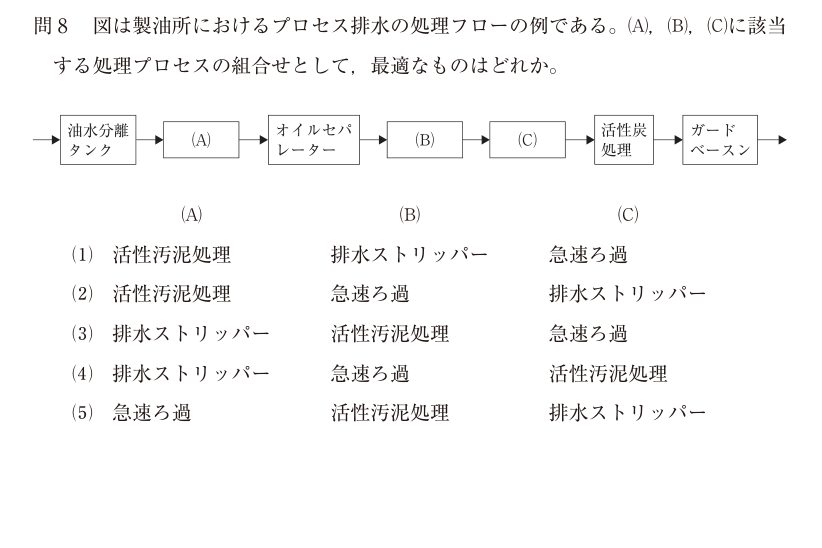 問8 図は製油所におけるプロセス排水の処理フローの例である。(A), (B), (C)に該当
する処理プロセスの組合せとして，最適なものはどれか。
油水分離
タンク
(A)
オイルセパ
レーター
(B)
(C)
活性炭
処理
ガード
ベースン
(A) (B) (C)
(1) 活性汚泥処理 排水ストリッパー 急速ろ過
(2) 活性汚泥処理 急速ろ過 排水ストリッパー
(3) 排水ストリッパー 活性汚泥処理 急速ろ過
(4) 排水ストリッパー 急速ろ過 活性汚泥処理
(5) 急速ろ過 活性汚泥処理 排水ストリッパー